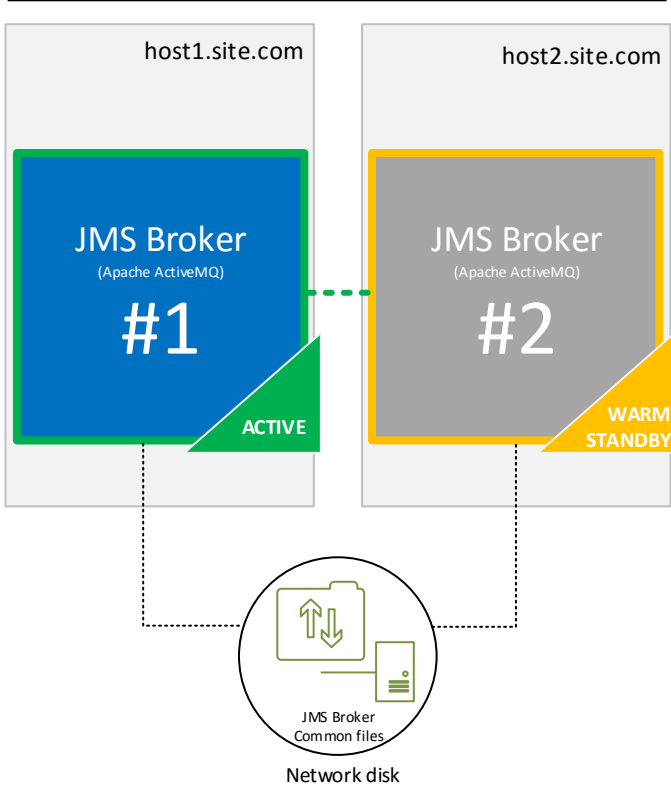 host1.site.com
host2.site.com
JMS Broker
(Apache ActiveMQ)
#1
ACTIVE
JMS Broker
(Apache ActiveMQ)
#2
WARM
STANDBY
JMS Broker
Common files
Network disk